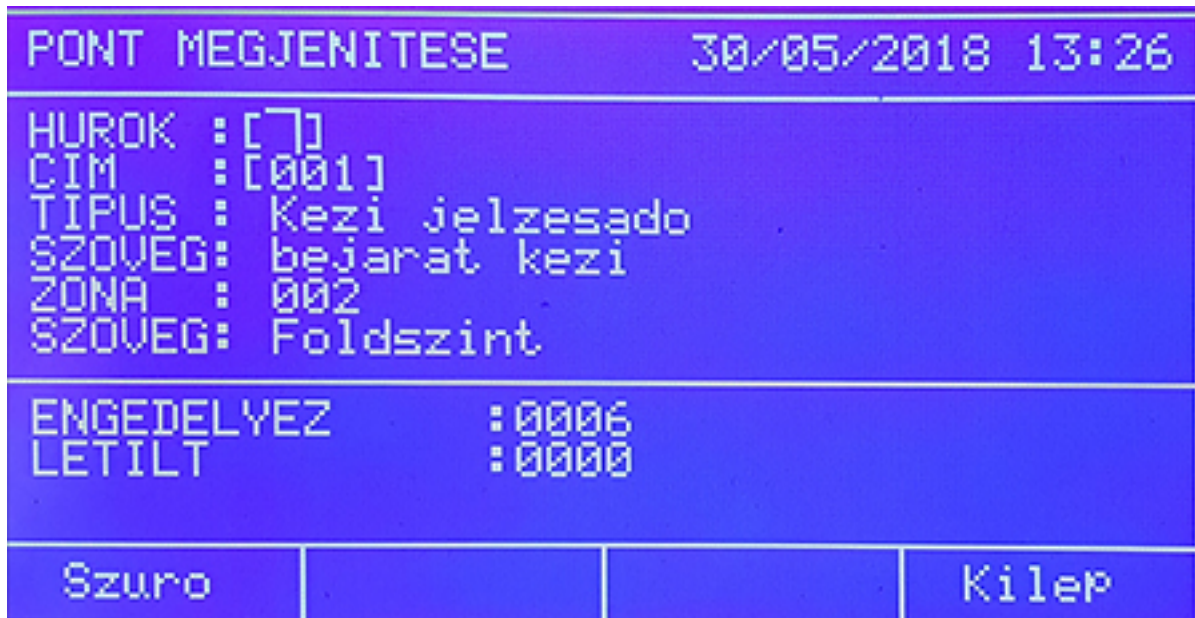 PONT MEGJENITESE 30/05/2018 13:26
HUROK :[ ]
CIM :[001]
TIPUS : Kezi jelzesado
SZOVEG: bejarat kezi
ZONA : 002
SZOVEG: Foldszint
ENGEDELYEZ :0006
LETILT :0000
Szuro Kilep